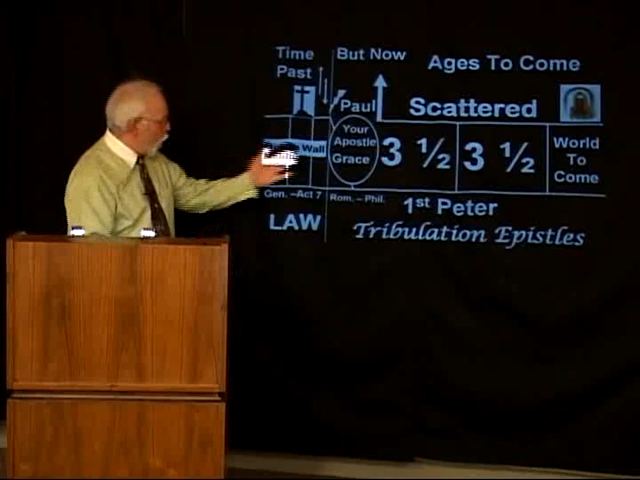 Time
Past
But Now
Ages To Come
Paul
Scattered
Your
Apostle
Grace
Wall
3 ½ 3 ½
World
To
Come
Gen. –Act 7
Rom. – Phil.
LAW
1st Peter
Tribulation Epistles